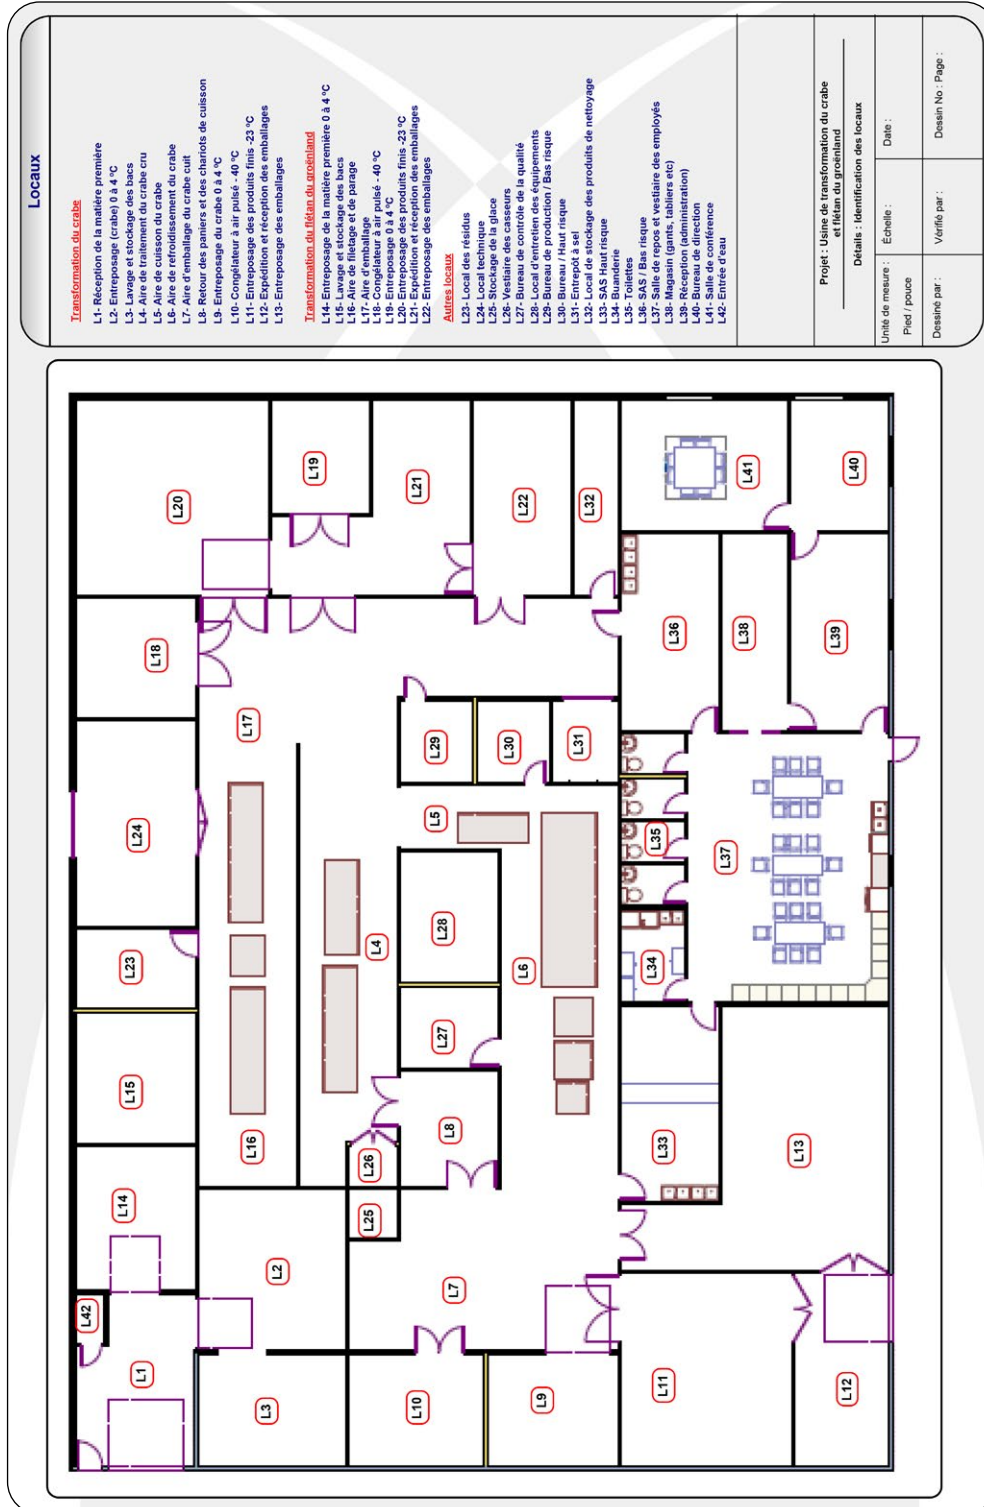 Locaux
Transformation du crabe
L1- Réception de la matière première
L2- Entreposage (crabe) 0 à 4 ºC
L3- Lavage et stockage des bacs
L4- Aire de traitement du crabe cru
L5- Aire de cuisson du crabe
L6- Aire de refroidissement du crabe
L7- Aire d'emballage du crabe cuit
L8- Retour des paniers et des chariots de cuisson
L9- Entreposage du crabe 0 à 4 ºC
L10- Congélateur à air pulsé - 40 ºC
L11- Entreposage des produits finis -23 ºC
L12- Expédition et réception des emballages
L13- Entreposage des emballages
Transformation du flétan du groënland
L14- Entreposage de la matière première 0 à 4 ºC
L15- Lavage et stockage des bacs
L16- Aire de filetage et de parage
L17- Aire d'emballage
L18- Congélateur à air pulsé - 40 ºC
L19- Entreposage 0 à 4 ºC
L20- Entreposage des produits finis -23 ºC
L21- Expédition et réception des emballages
L22- Entreposage des emballages
Autres locaux
L23- Local des résidus
L24- Local technique
L25- Stockage de la glace
L26- Vestiaire des casseurs
L27- Bureau de contrôle de la qualité
L28- Local d'entretien des équipements
L29- Bureau de production / Bas risque
L30- Bureau / Haut risque
L31- Entrepôt à sel
L32- Local de stockage des produits de nettoyage
L33- SAS Haut risque
L34- Buanderie
L35- Toilettes
L36- SAS / Bas risque
L37- Salle de repos et vestiaire des employés
L38- Magasin (gants, tabliers etc)
L39- Réception (administration)
L40- Bureau de direction
L41- Salle de conférence
L42- Entrée d'eau
Projet : Usine de transformation du crabe
et flétan du groënland
Détails : Identification des locaux
Unité de mesure :
Pied / pouce
Échelle :
Date :
Dessiné par :
Vérifié par :
Dessin No : Page :
L1
L42
L14
L15
L23
L24
L18
L20
L3
L2
L16
L17
L19
L10
L7
L25
L26
L8
L4
L27
L28
L5
L29
L21
L9
L6
L30
L31
L22
L32
L11
L33
L34
L35
L36
L41
L12
L13
L37
L38
L39
L40